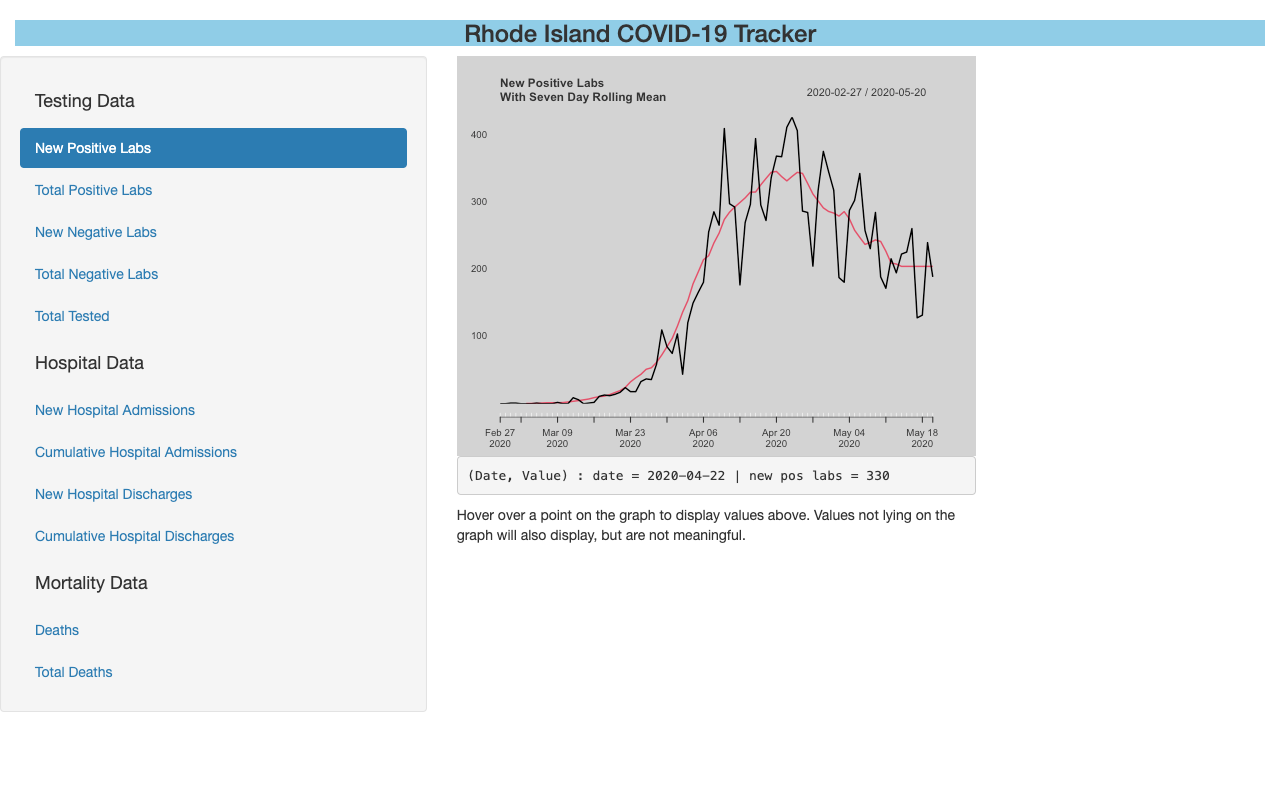 Rhode Island COVID-19 Tracker
Testing Data
New Positive Labs
Total Positive Labs
New Negative Labs
Total Negative Labs
Total Tested
Hospital Data
New Hospital Admissions
Cumulative Hospital Admissions
New Hospital Discharges
Cumulative Hospital Discharges
Mortality Data
Deaths
Total Deaths
New Positive Labs
With Seven Day Rolling Mean
2020-02-27 / 2020-05-20
400
300
200
100
Feb 27 Mar 09 Mar 23 Apr 06 Apr 20 May 04 May 18
2020 2020 2020 2020 2020 2020 2020
(Date, Value) : date = 2020-04-22 | new pos labs = 330
Hover over a point on the graph to display values above. Values not lying on the
graph will also display, but are not meaningful.